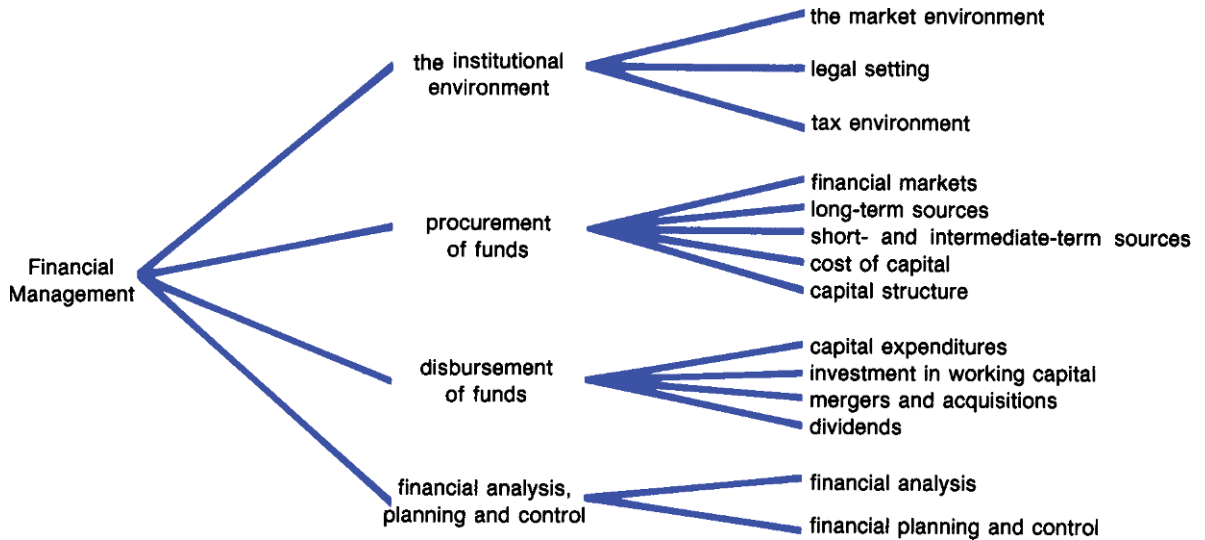 Financial
Management
the institutional
environment
the market environment
legal setting
tax environment
procurement
of funds
financial markets
long-term sources
short- and intermediate-term sources
cost of capital
capital structure
disbursement
of funds
capital expenditures
investment in working capital
mergers and acquisitions
dividends
financial analysis,
planning and control
financial analysis
financial planning and control